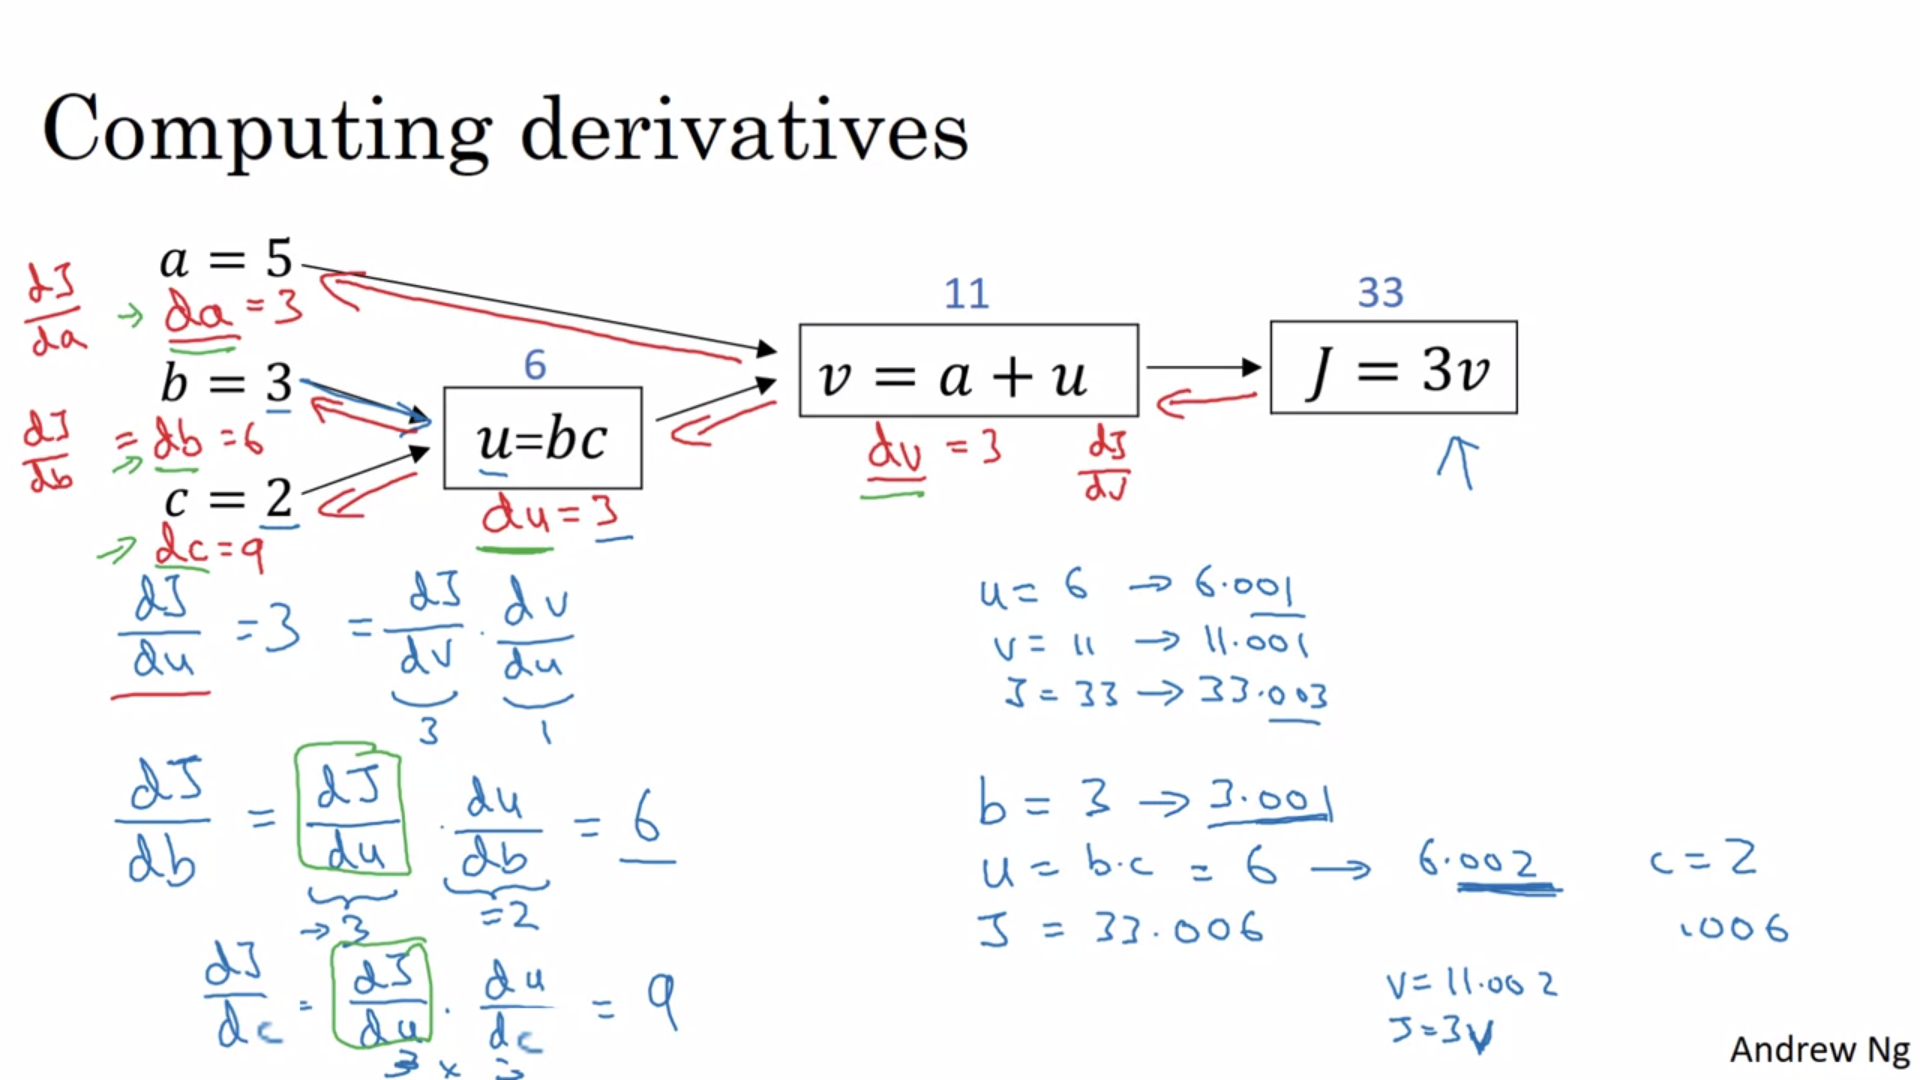 Computing derivatives
a = 5
dJ/da → da = 3
11
33
b = 3
6
v = a + u
J = 3v
dJ/db = db = 6
→
u=bc
dv = 3 dJ/dv
c = 2
du = 3
→ dc = 9
dJ/du = 3 = dJ/dv · dv/du
3 1
u = 6 → 6.001
v = 11 → 11.001
J = 33 → 33.003
dJ/db = dJ/du · du/db = 6
→ 3 = 2
b = 3 → 3.001
u = b·c = 6 → 6.002 c = 2
J = 33.006 .006
dJ/dc = dJ/du · du/dc = 9
3 × 3
v = 11.002
J = 3v
Andrew Ng